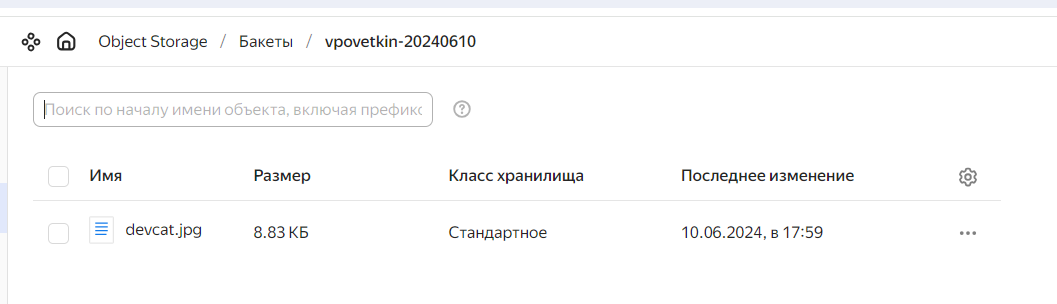 Object Storage / Бакеты / vpovetkin-20240610
Поиск по началу имени объекта, включая префикс
Имя Размер Класс хранилища Последнее изменение
devcat.jpg 8.83 КБ Стандартное 10.06.2024, в 17:59